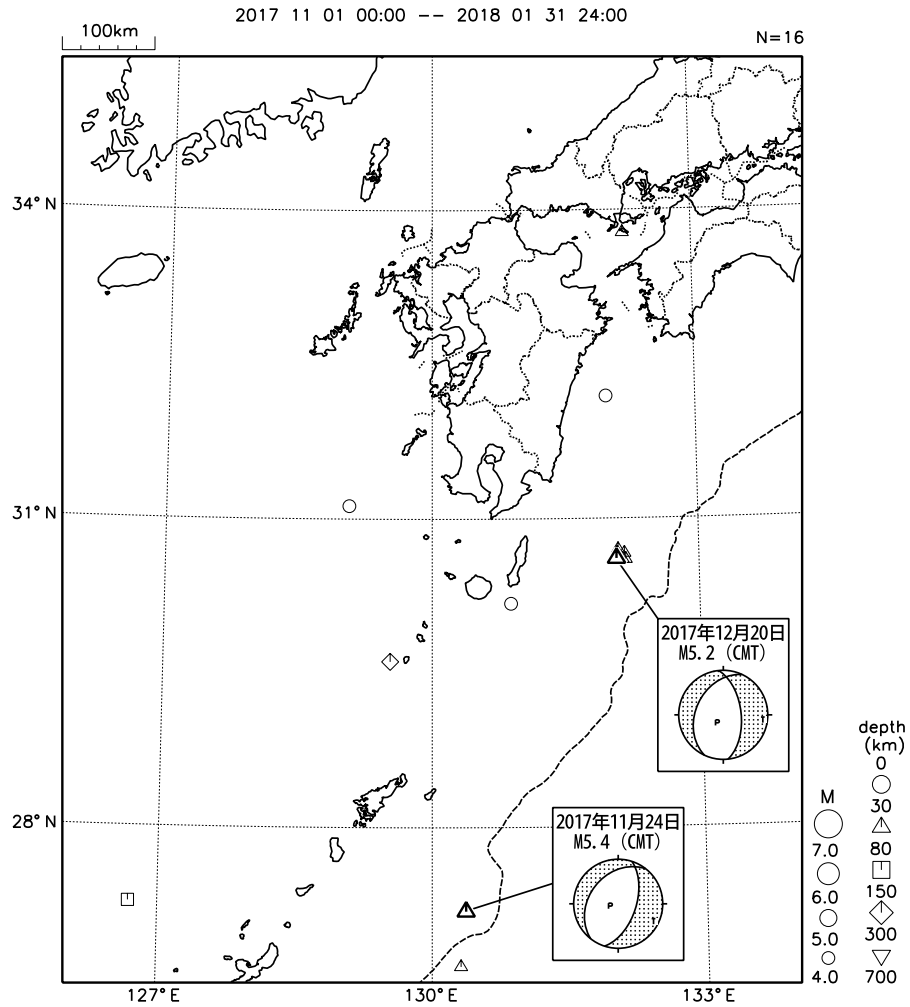 2017 11 01 00:00 -- 2018 01 31 24:00
100km
N=16
34°N
31°N
28°N
127°E
130°E
133°E
2017年12月20日
M5.2 (CMT)
P
T
2017年11月24日
M5.4 (CMT)
P
T
M
7.0
6.0
5.0
4.0
depth
(km)
0
30
80
150
300
700